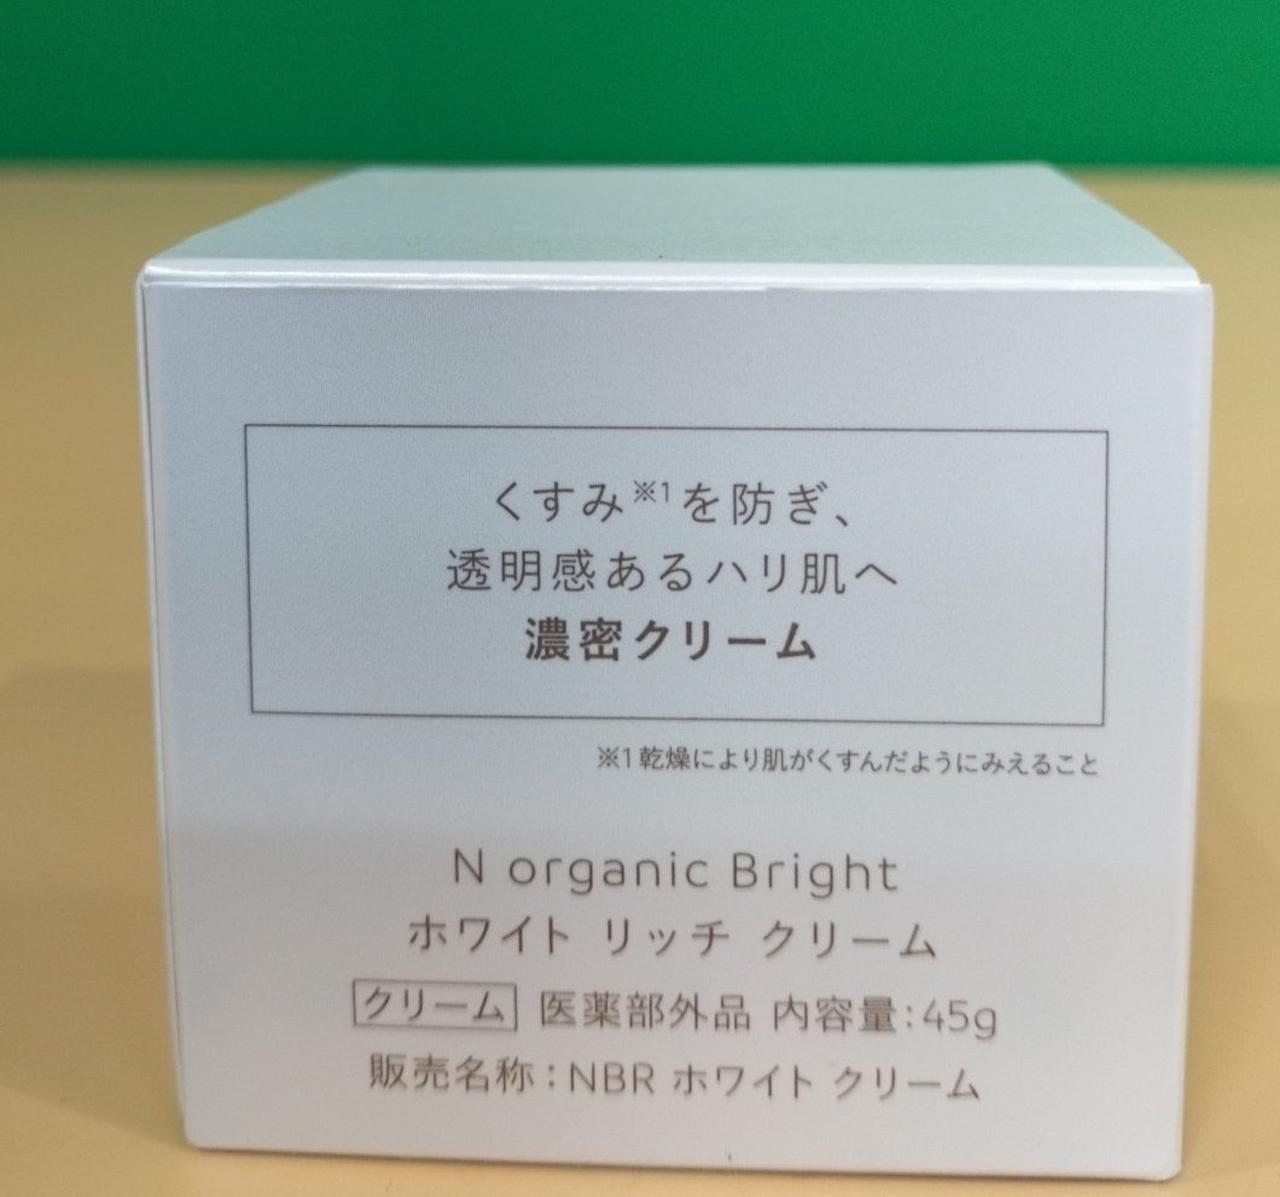 くすみ※1を防ぎ、
透明感あるハリ肌へ
濃密クリーム
※1 乾燥により肌がくすんだようにみえること
N organic Bright
ホワイト リッチ クリーム
クリーム 医薬部外品 内容量:45g
販売名称:NBR ホワイト クリーム